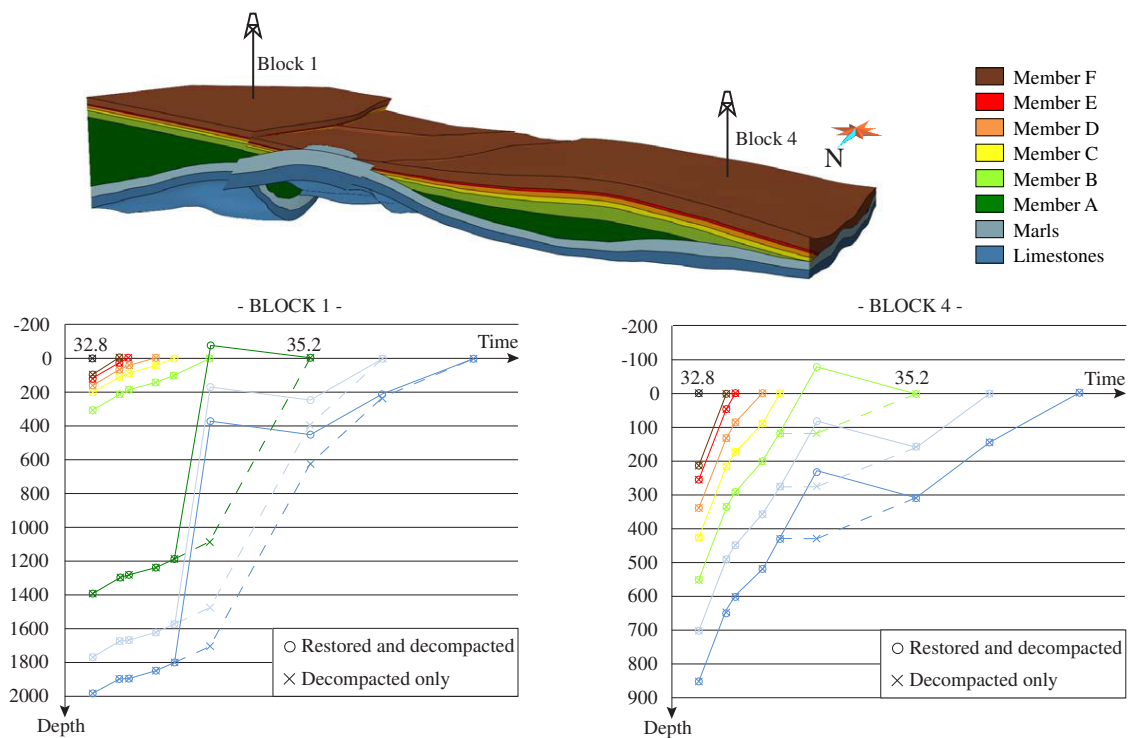 Block 1
Block 4
N
Member F
Member E
Member D
Member C
Member B
Member A
Marls
Limestones
- BLOCK 1 -
-200
0
200
400
600
800
1000
1200
1400
1600
1800
2000
32.8
35.2
Time
Restored and decompacted
Decompacted only
Depth
- BLOCK 4 -
-200
-100
0
100
200
300
400
500
600
700
800
900
32.8
35.2
Time
Restored and decompacted
Decompacted only
Depth